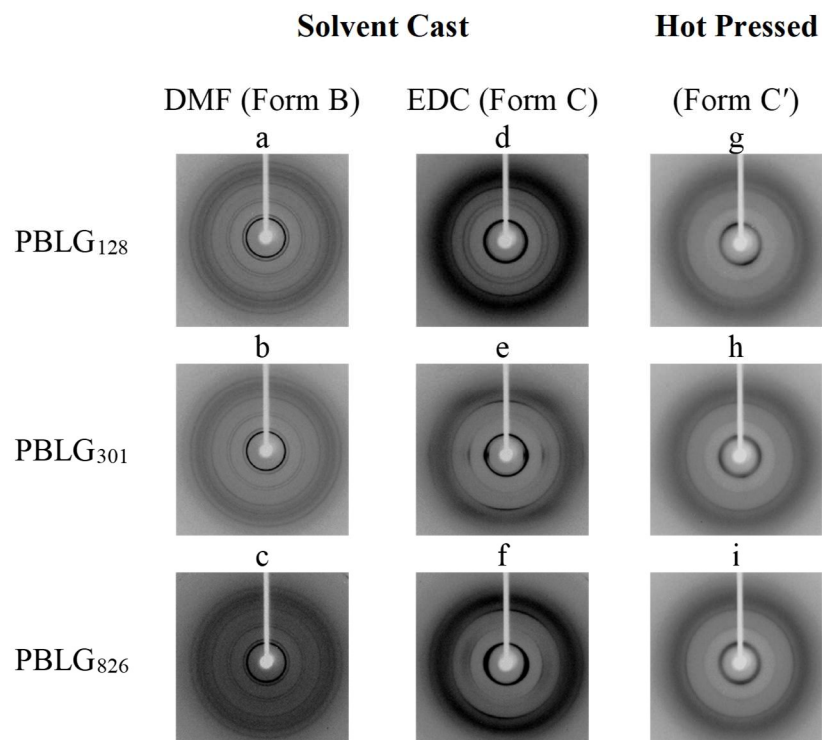 Solvent Cast Hot Pressed
DMF (Form B) EDC (Form C) (Form C′)
a d g
PBLG₁₂₈
b e h
PBLG₃₀₁
c f i
PBLG₈₂₆